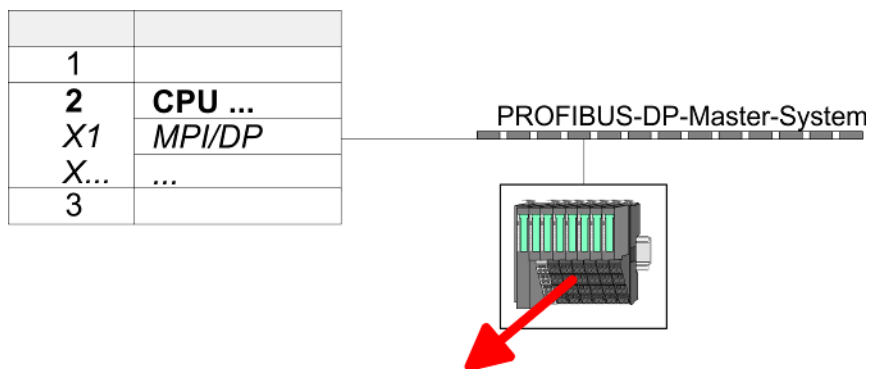 1
2 CPU ...
X1 MPI/DP
X... ...
3
PROFIBUS-DP-Master-System